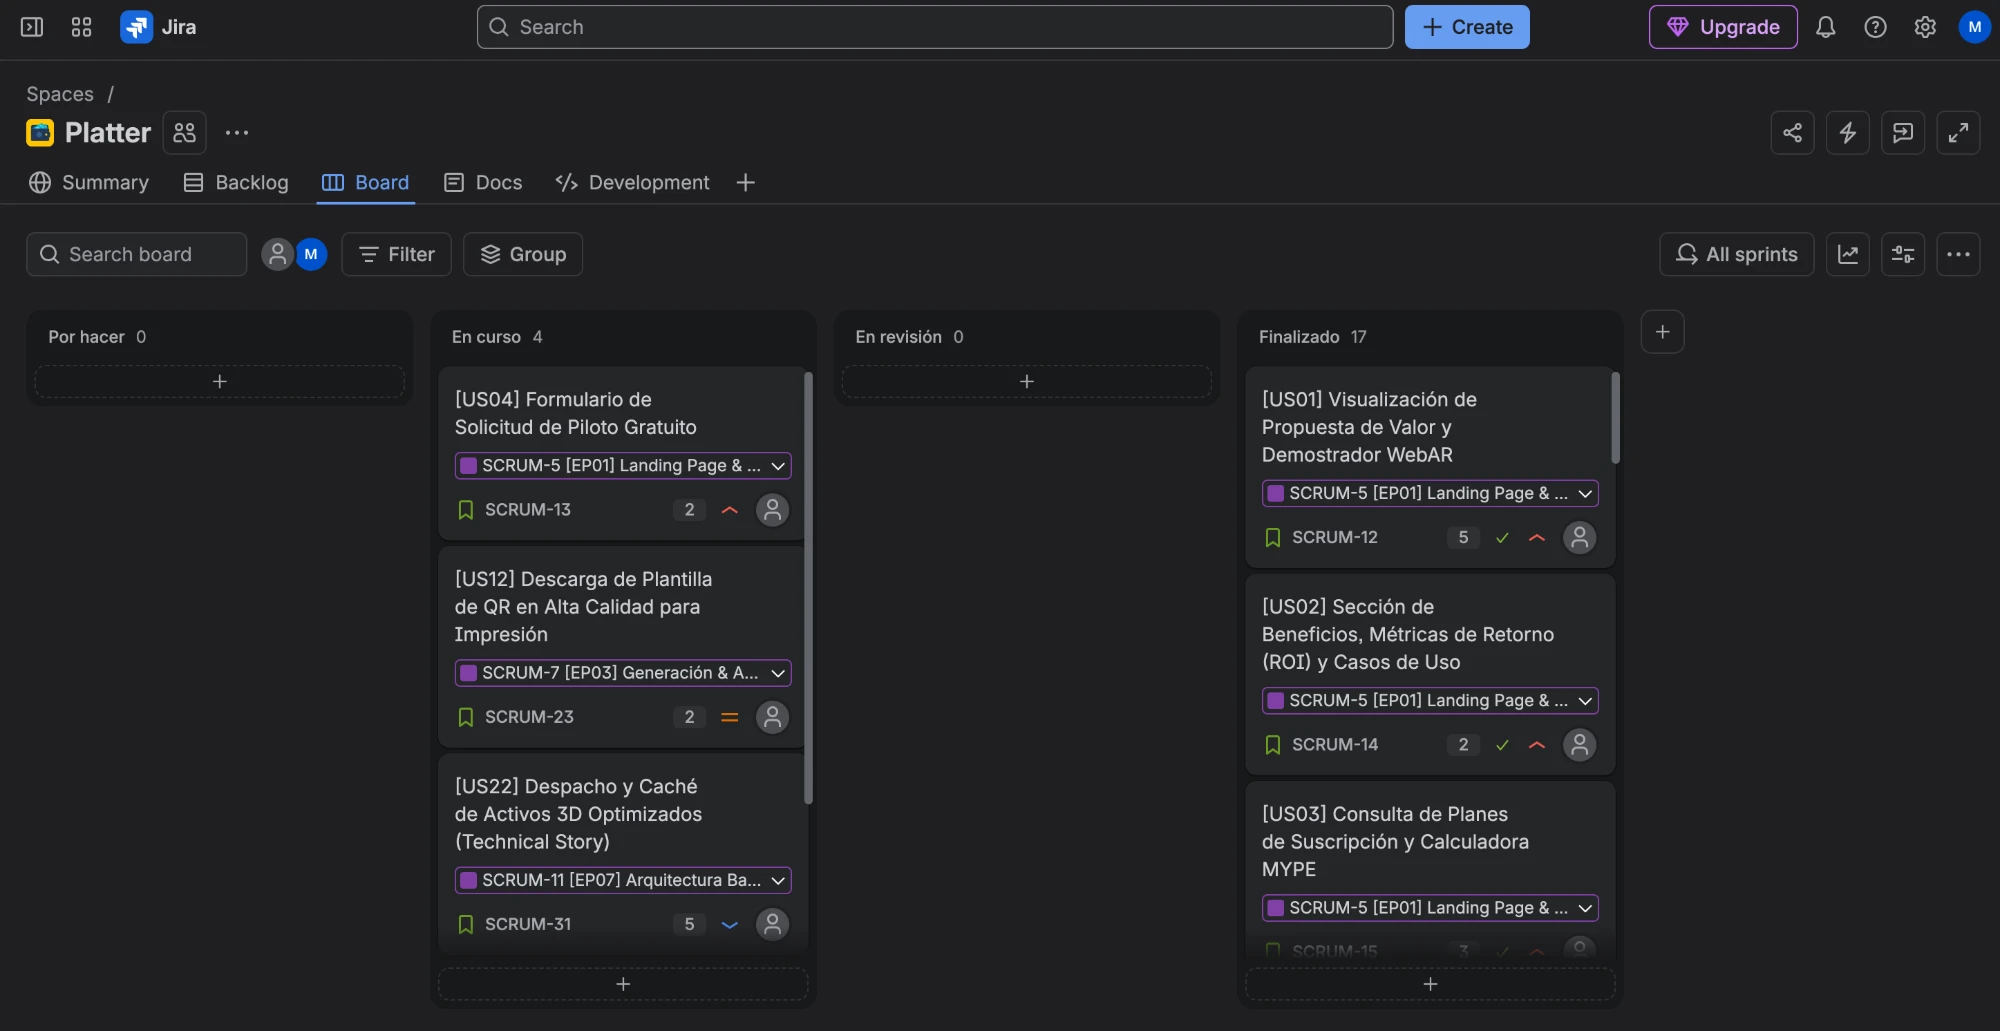 Jira
Search
Create
Upgrade
M
Spaces /
Platter
Summary
Backlog
Board
Docs
Development
Search board
M
Filter
Group
All sprints
Por hacer 0
En curso 4
[US04] Formulario de
Solicitud de Piloto Gratuito
SCRUM-5 [EP01] Landing Page & ...
SCRUM-13
2
[US12] Descarga de Plantilla
de QR en Alta Calidad para
Impresión
SCRUM-7 [EP03] Generación & A...
SCRUM-23
2
[US22] Despacho y Caché
de Activos 3D Optimizados
(Technical Story)
SCRUM-11 [EP07] Arquitectura Ba...
SCRUM-31
5
En revisión 0
Finalizado 17
[US01] Visualización de
Propuesta de Valor y
Demostrador WebAR
SCRUM-5 [EP01] Landing Page & ...
SCRUM-12
5
[US02] Sección de
Beneficios, Métricas de Retorno
(ROI) y Casos de Uso
SCRUM-5 [EP01] Landing Page & ...
SCRUM-14
2
[US03] Consulta de Planes
de Suscripción y Calculadora
MYPE
SCRUM-5 [EP01] Landing Page & ...
SCRUM-15
3